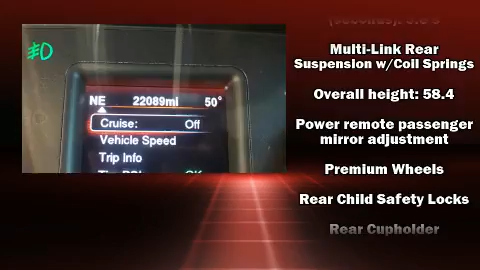 NE 22089mi 50°
Cruise: Off
Vehicle Speed
Trip Info
Multi-Link Rear
Suspension w/Coil Springs
Overall height: 58.4
Power remote passenger
mirror adjustment
Premium Wheels
Rear Child Safety Locks
Rear Cupholder